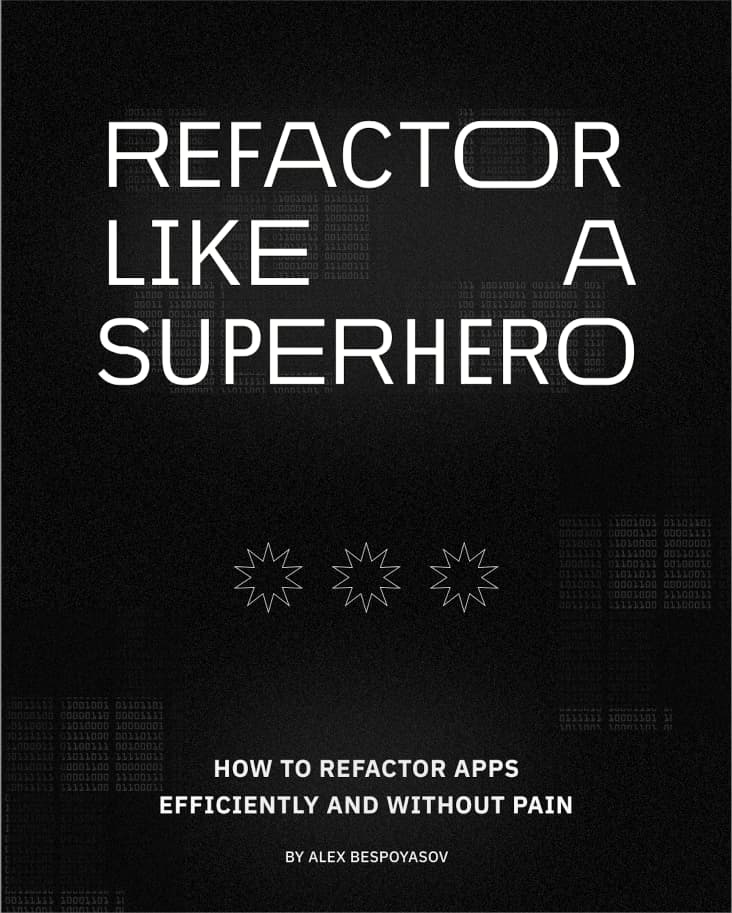 REFACTOR
LIKE A
SUPERHERO
HOW TO REFACTOR APPS
EFFICIENTLY AND WITHOUT PAIN
BY ALEX BESPOYASOV